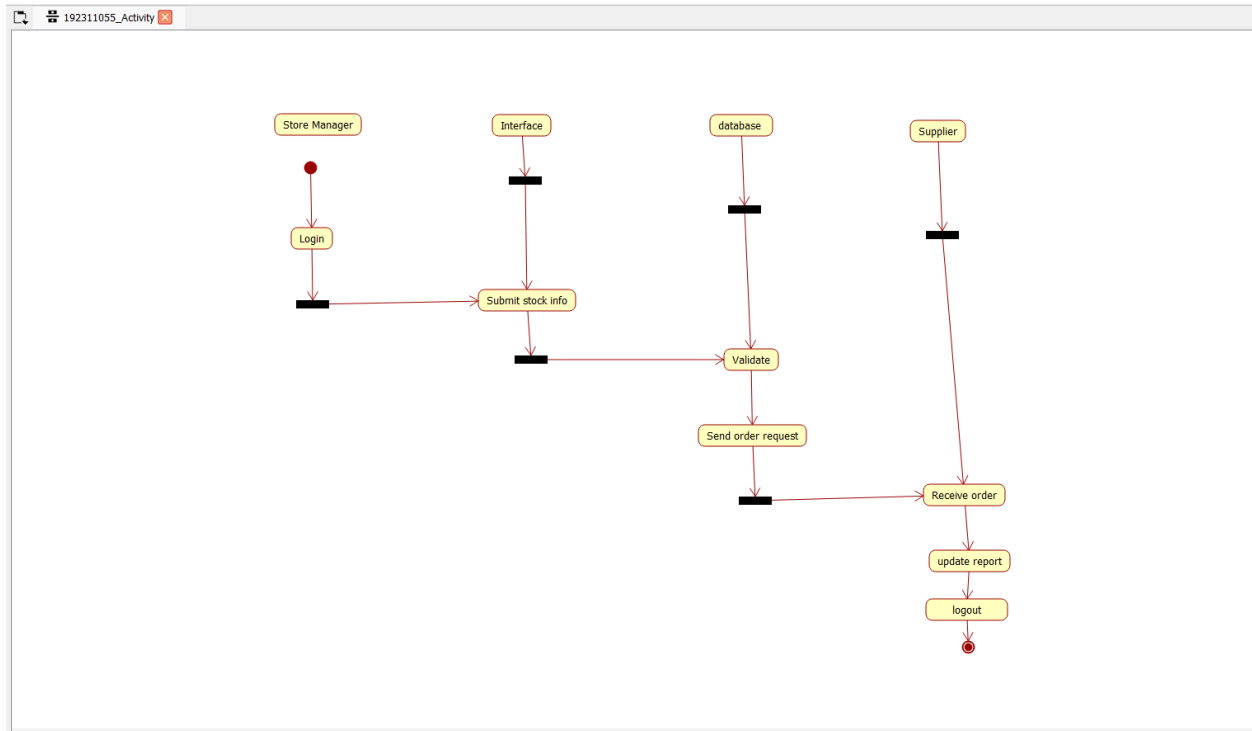 192311055_Activity
Store Manager
Interface
database
Supplier
Login
Submit stock info
Validate
Send order request
Receive order
update report
logout